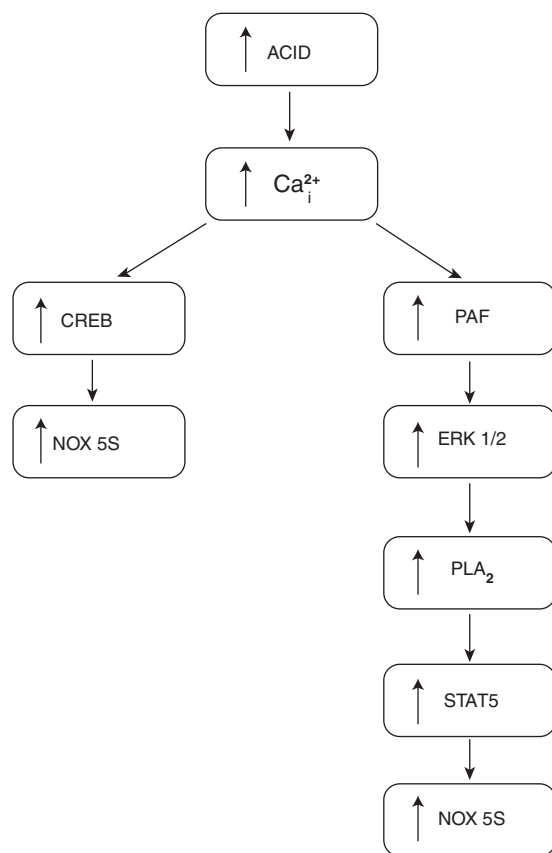 ACID
Ca²⁺ᵢ
CREB
PAF
NOX 5S
ERK 1/2
PLA₂
STAT5
NOX 5S